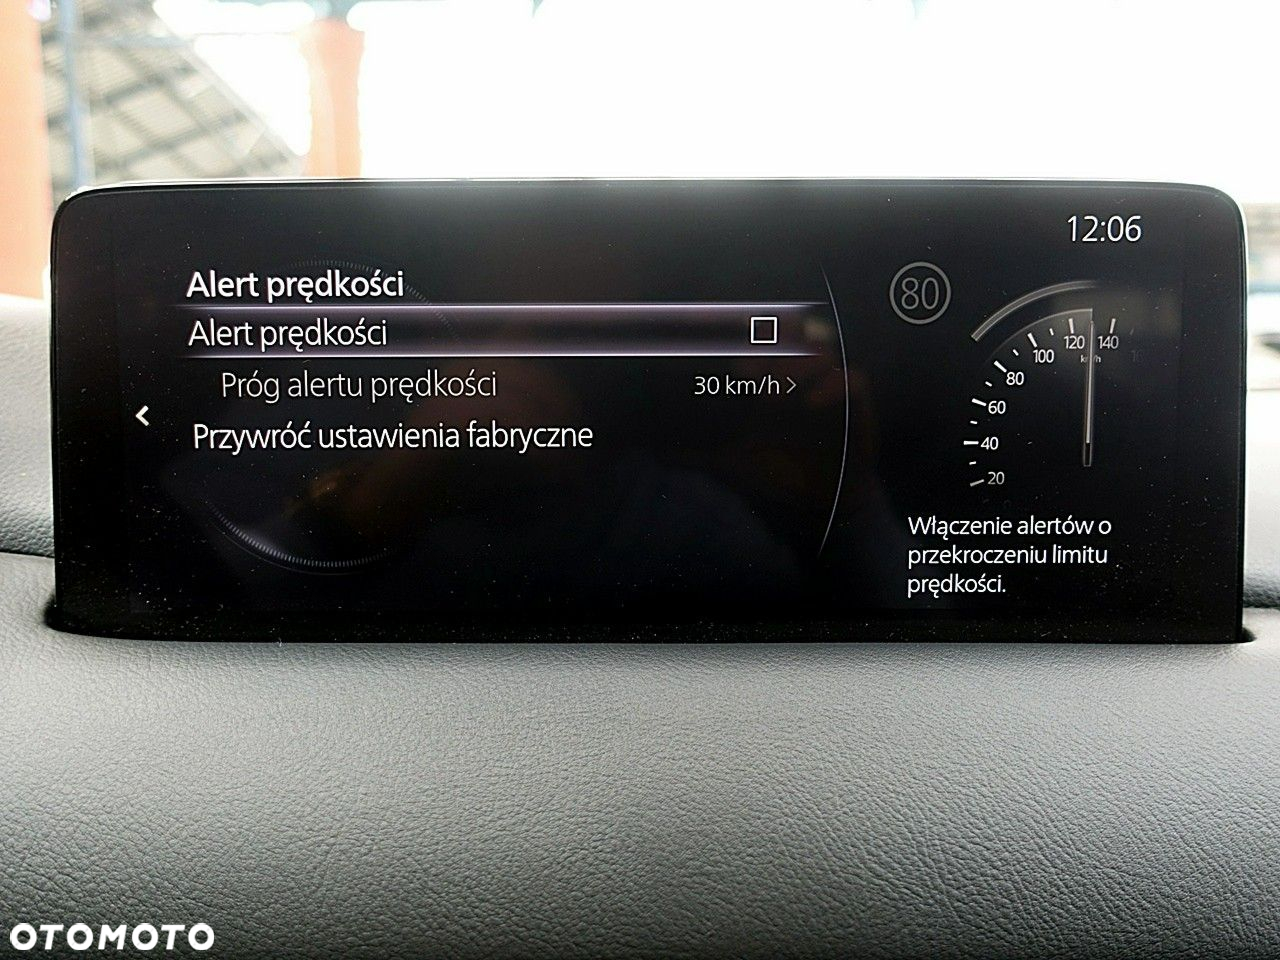 12:06
Alert prędkości
Alert prędkości
Próg alertu prędkości 30 km/h >
Przywróć ustawienia fabryczne
<
80
140
120
km/h
100
80
60
40
20
Włączenie alertów o
przekroczeniu limitu
prędkości.
OTOMOTO